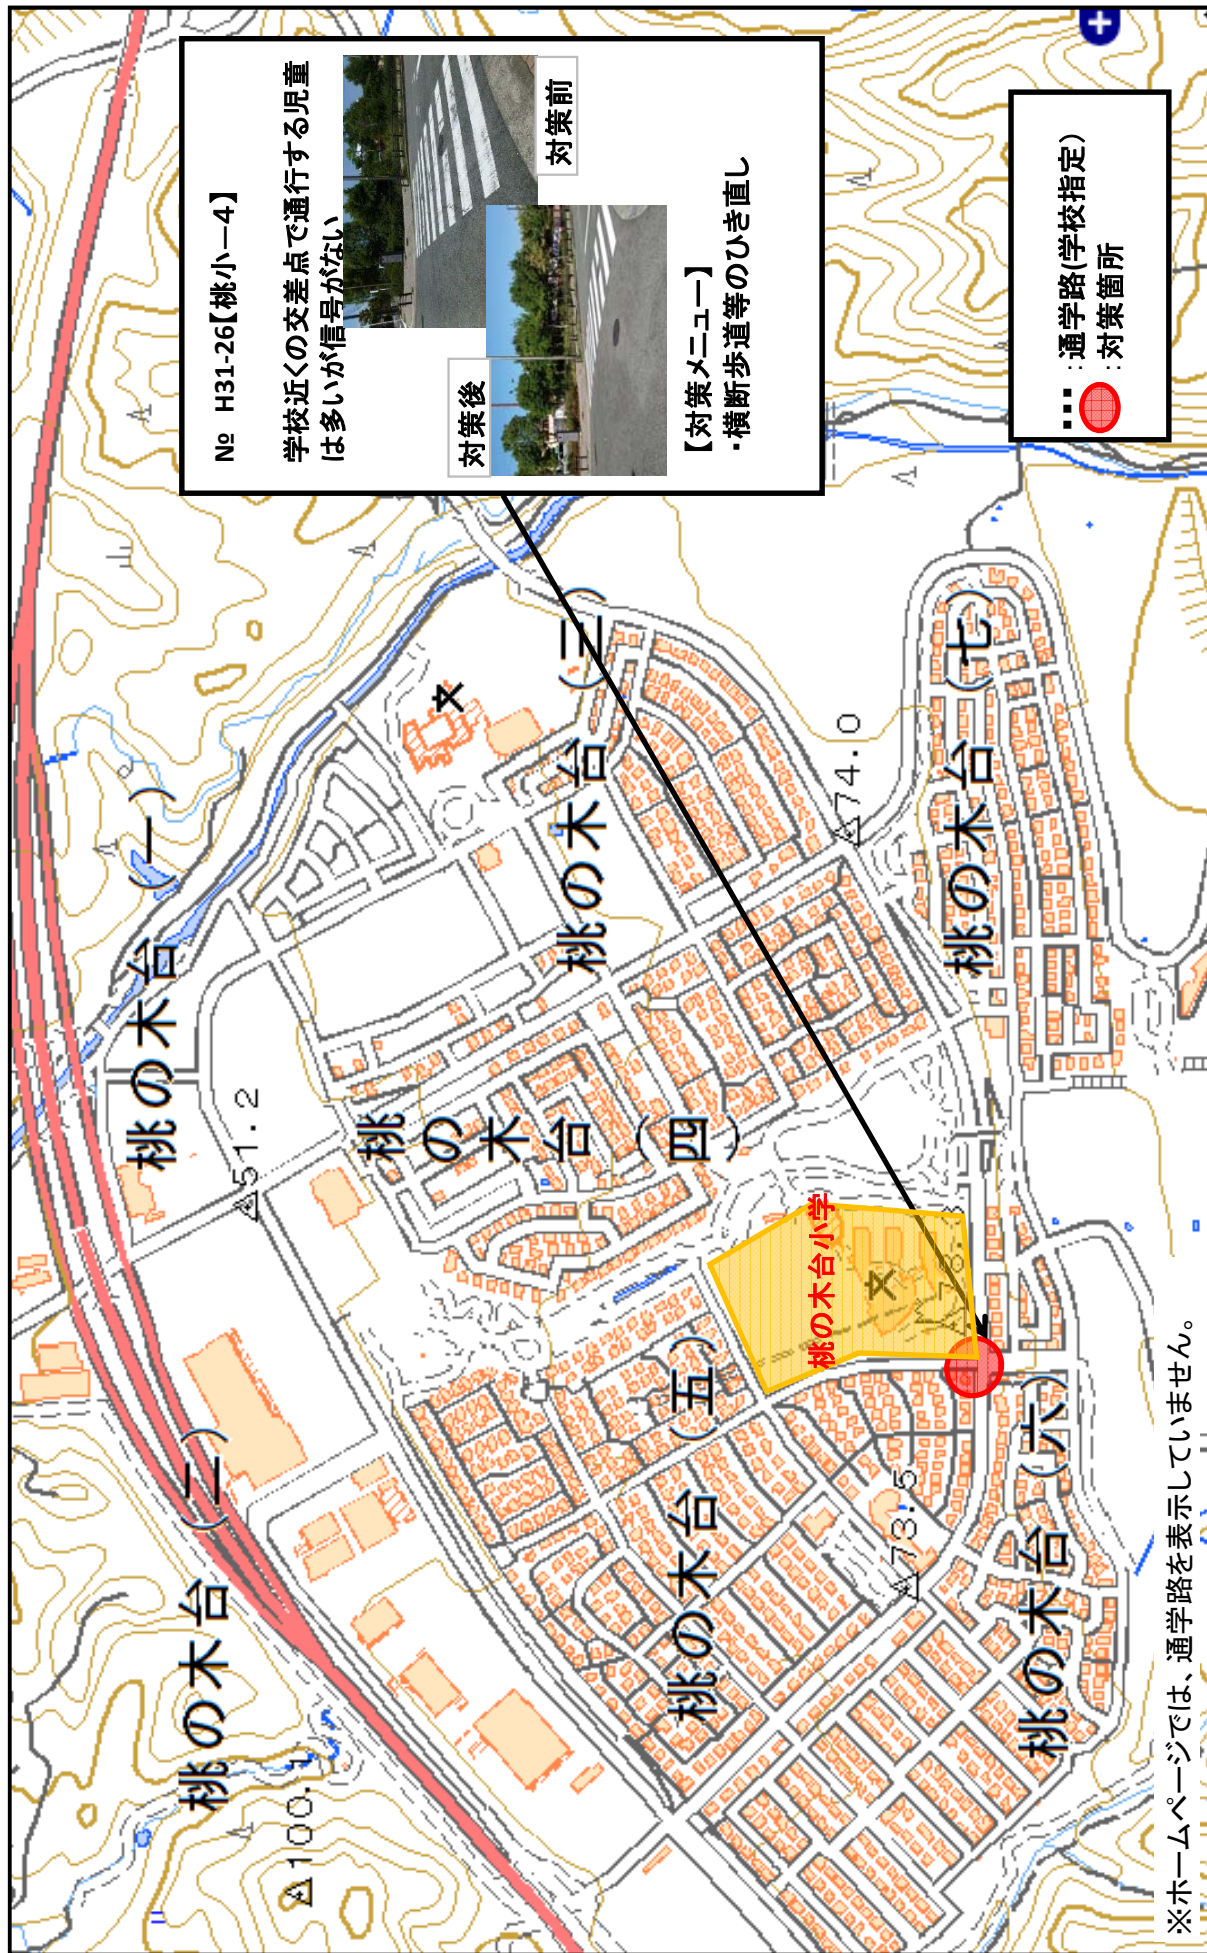 № H31-26【桃小ー4】
学校近くの交差点で通行する児童
は多いが信号がない
対策前
対策後
【対策メニュー】
・横断歩道等のひき直し
：通学路(学校指定)
：対策箇所
桃の木台（一）
桃の木台（二）
桃の木台（三）
桃の木台（四）
桃の木台（五）
桃の木台（六）
桃の木台（七）
桃の木台小学
51.2
100.1
74.0
73.5
※ホームページでは、通学路を表示していません。